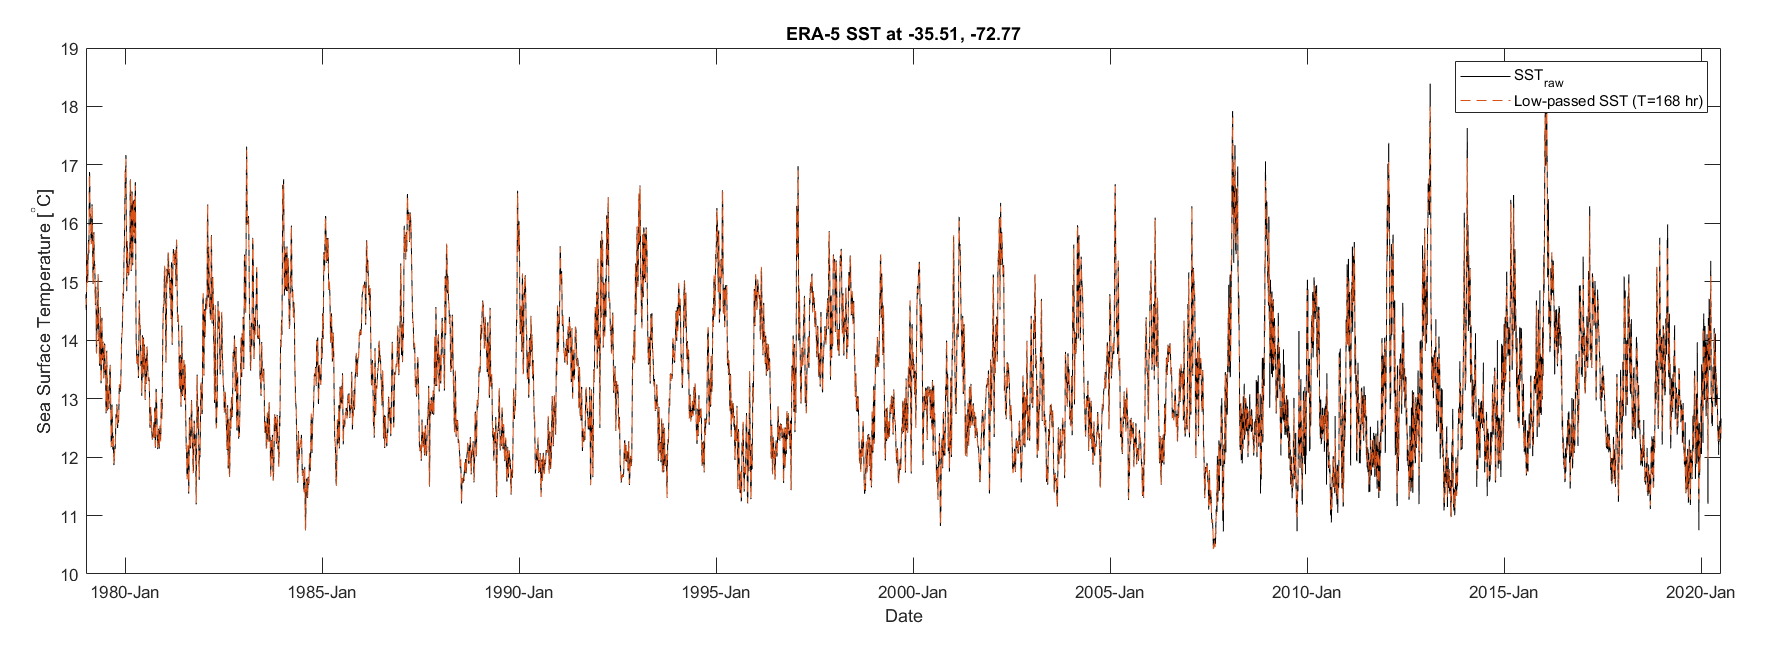 ERA-5 SST at -35.51, -72.77
19
18
17
16
15
14
13
12
11
10
Sea Surface Temperature [°C]
SST_raw
Low-passed SST (T=168 hr)
1980-Jan
1985-Jan
1990-Jan
1995-Jan
2000-Jan
2005-Jan
2010-Jan
2015-Jan
2020-Jan
Date